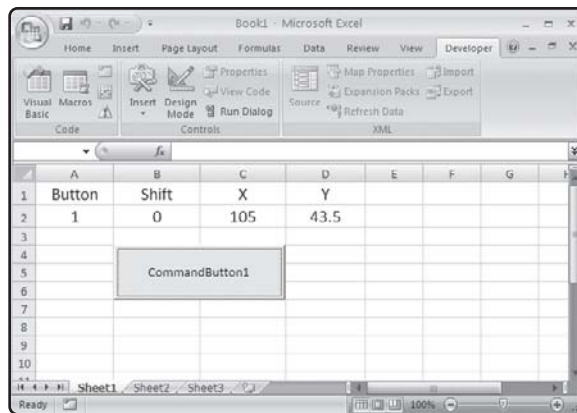 Book1 - Microsoft Excel
Home Insert Page Layout Formulas Data Review View Developer
Visual Basic Macros Insert Design Mode Properties View Code Run Dialog Source Map Properties Expansion Packs Refresh Data Import Export
Code Controls XML
fx
A B C D E F G H
1 Button Shift X Y
2 1 0 105 43.5
3
4
5 CommandButton1
6
7
8
9
10
11
Sheet1 Sheet2 Sheet3
Ready 100%